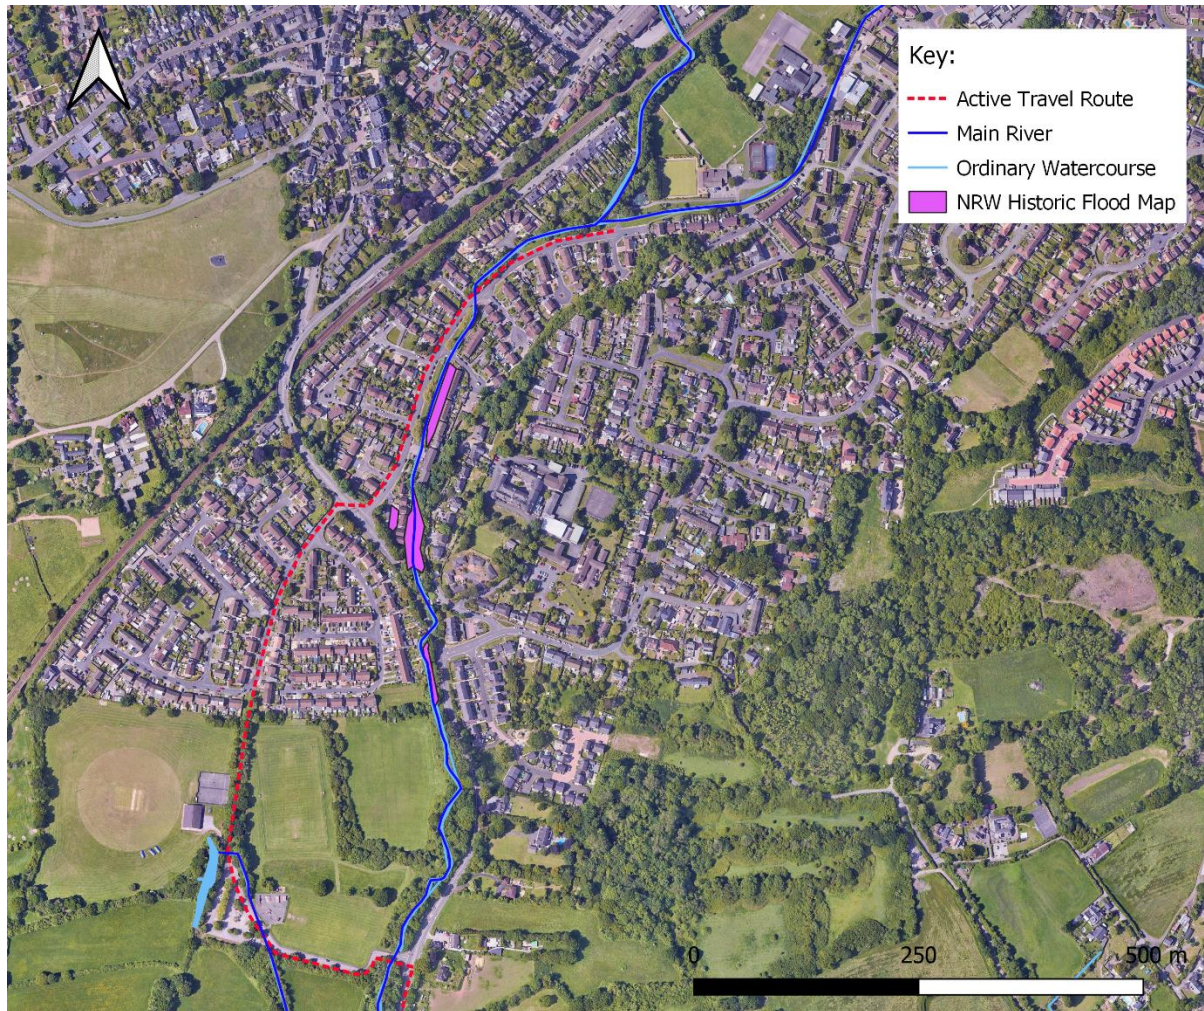 Key:
Active Travel Route
Main River
Ordinary Watercourse
NRW Historic Flood Map
0 250 500 m